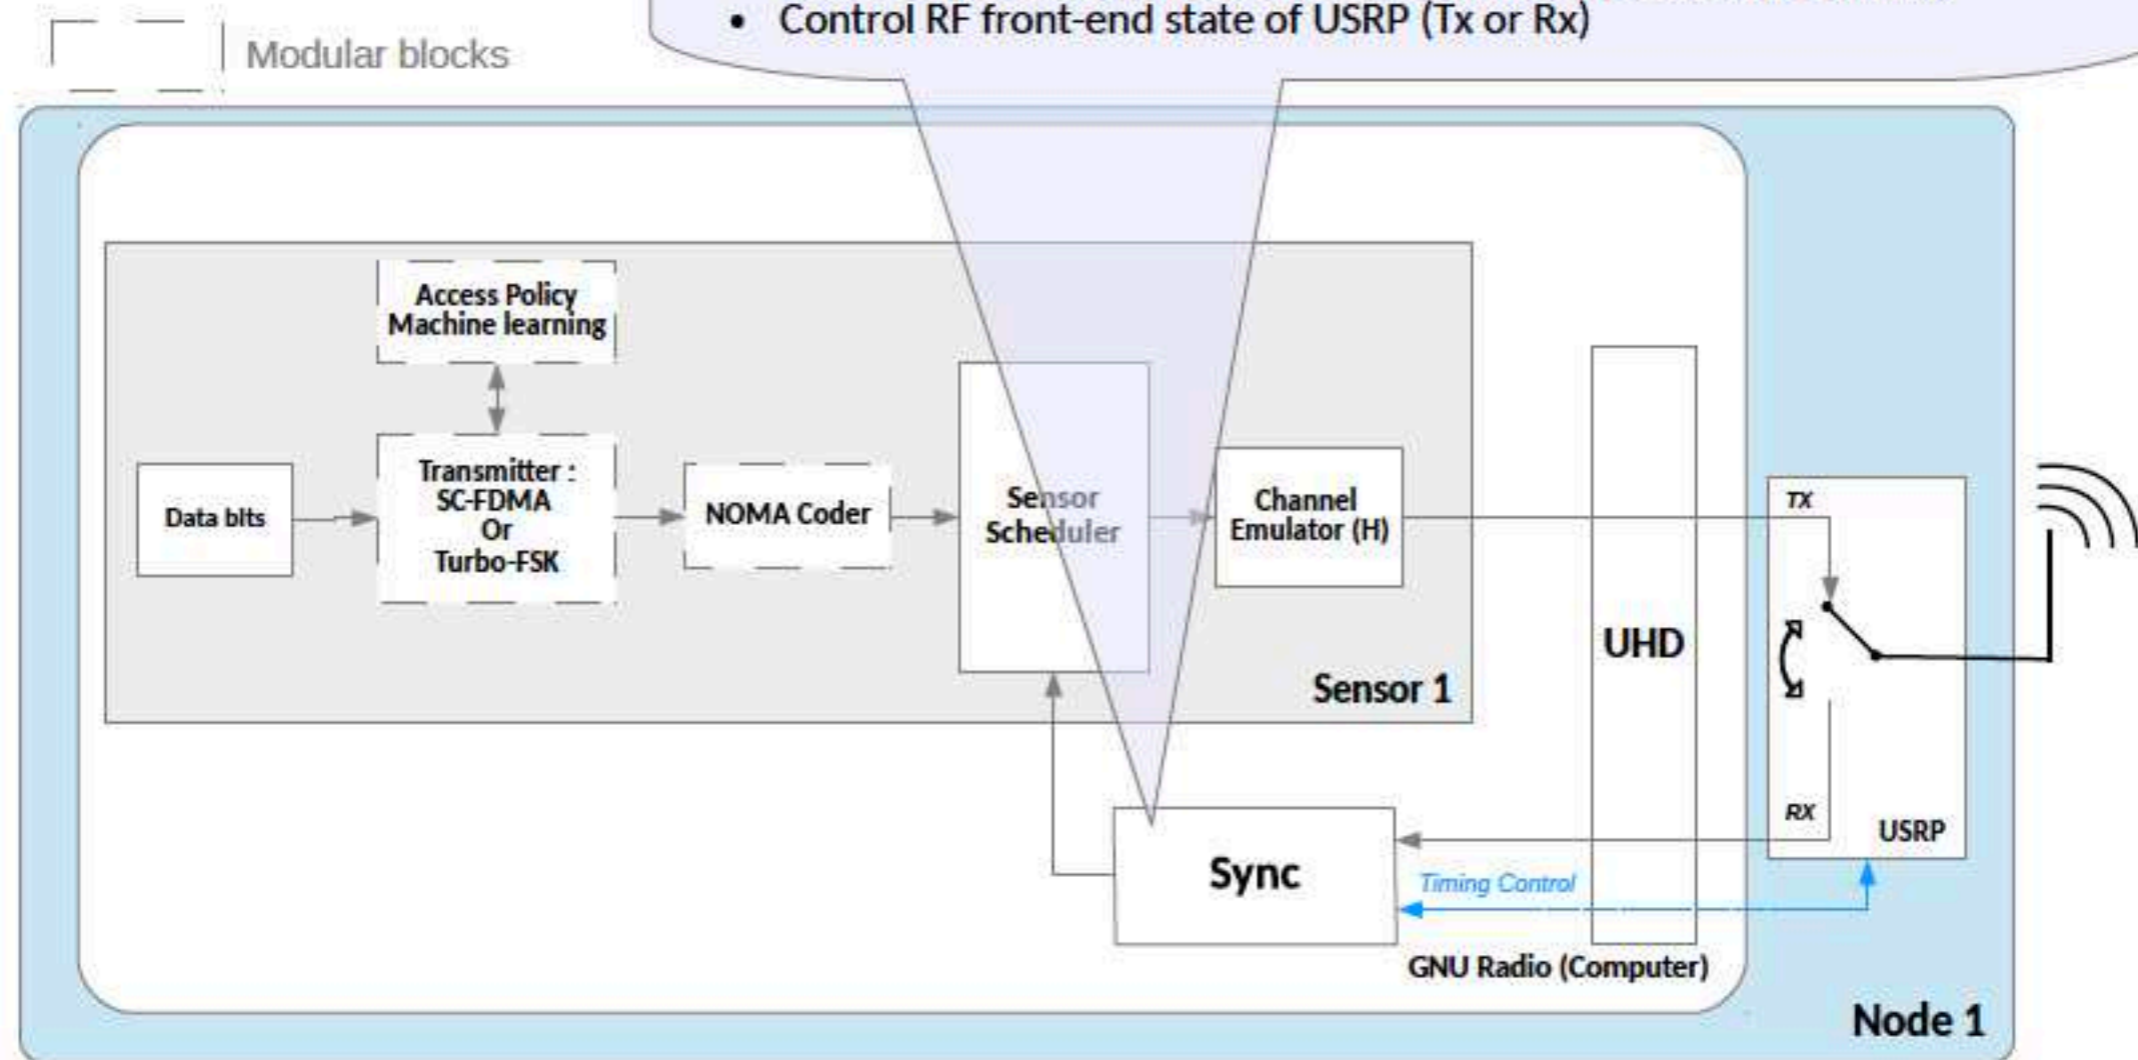 • Control RF front-end state of USRP (Tx or Rx)
Modular blocks
Access Policy
Machine learning
Data bits
Transmitter :
SC-FDMA
Or
Turbo-FSK
NOMA Coder
Sensor
Scheduler
Channel
Emulator (H)
Sensor 1
UHD
TX
RX
USRP
Sync
Timing Control
GNU Radio (Computer)
Node 1